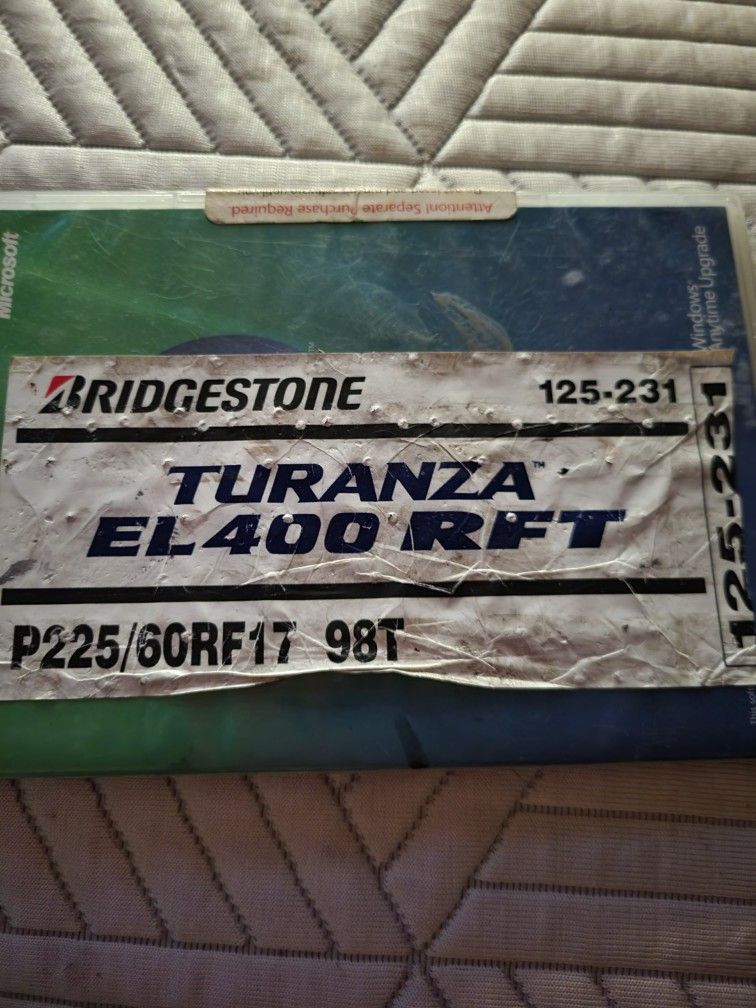 Attention! Separate Purchase Required
Microsoft
Windows
Anytime Upgrade
BRIDGESTONE
125-231
TURANZA™
EL400 RFT
P225/60RF17 98T
125-231